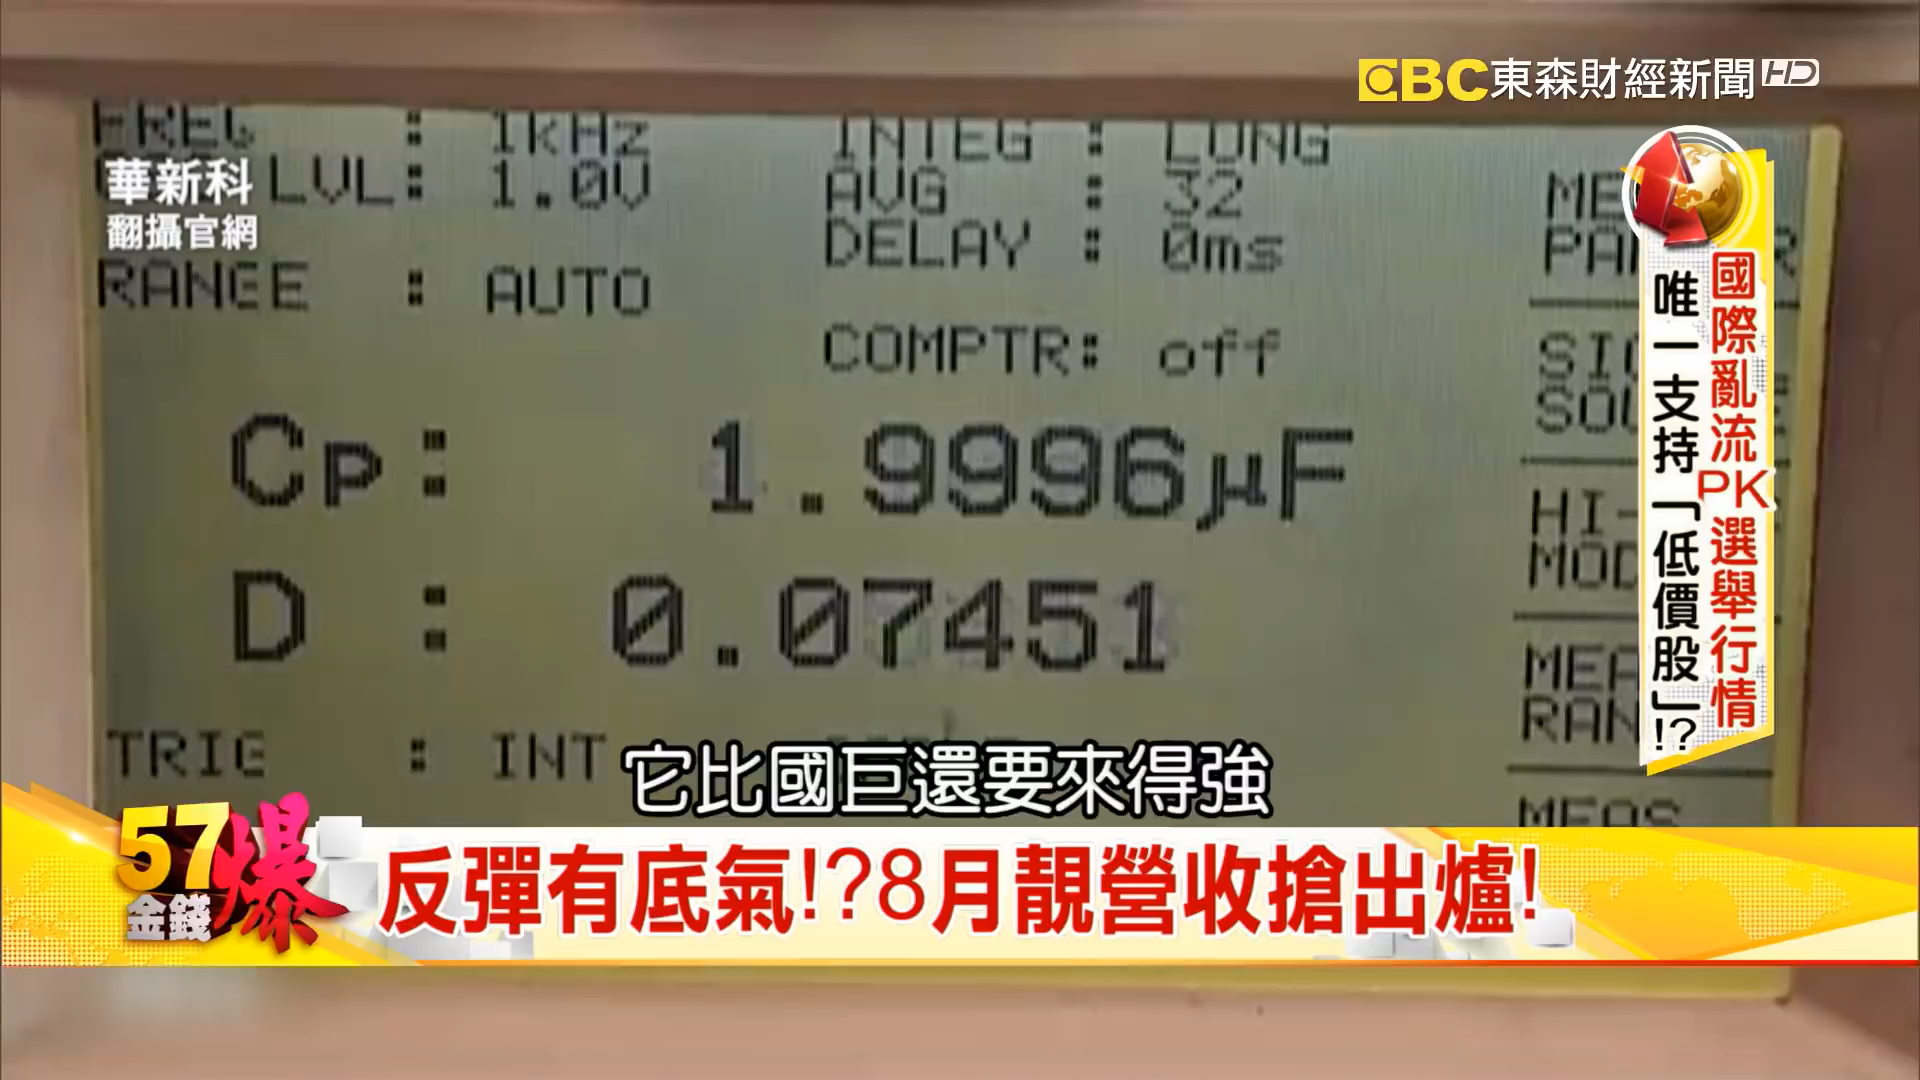 EBC東森財經新聞HD
FREQ : 1kHz
INTEG : LONG
華新科
翻攝官網
LVL: 1.0V
AVG : 32
DELAY : 0ms
RANGE : AUTO
COMPTR: off
Cp: 1.9996μF
D : 0.07451
TRIG : INT
MEAS
國際亂流PK選舉行情
唯一支持「低價股」!?
它比國巨還要來得強
57金錢爆
反彈有底氣!?8月靚營收搶出爐!